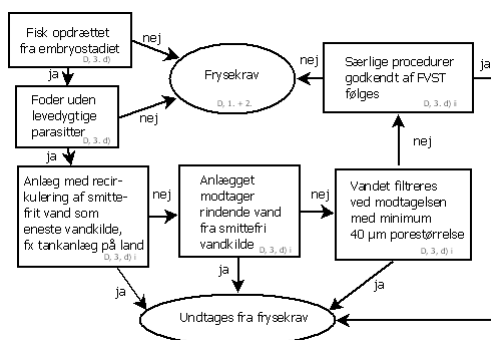 Fisk opdrættet
fra embryostadiet
D, 3. d)
nej
ja
Foder uden
levedygtige
parasitter
D, 3. d)
nej
ja
Frysekrav
D, 1. + 2.
nej
Særlige procedurer
godkendt af FVST
følges
D, 3. d) i
ja
nej
Anlæg med recir-
kulering af smitte-
frit vand som
eneste vandkilde,
fx tankanlæg på land
D, 3, d) i
nej
Anlægget
modtager
rindende vand
fra smittefri
vandkilde
D, 3, d) i
nej
Vandet filtreres
ved modtagelsen
med minimum
40 µm porestørrelse
D, 3, d) i
ja
ja
ja
Undtages fra frysekrav